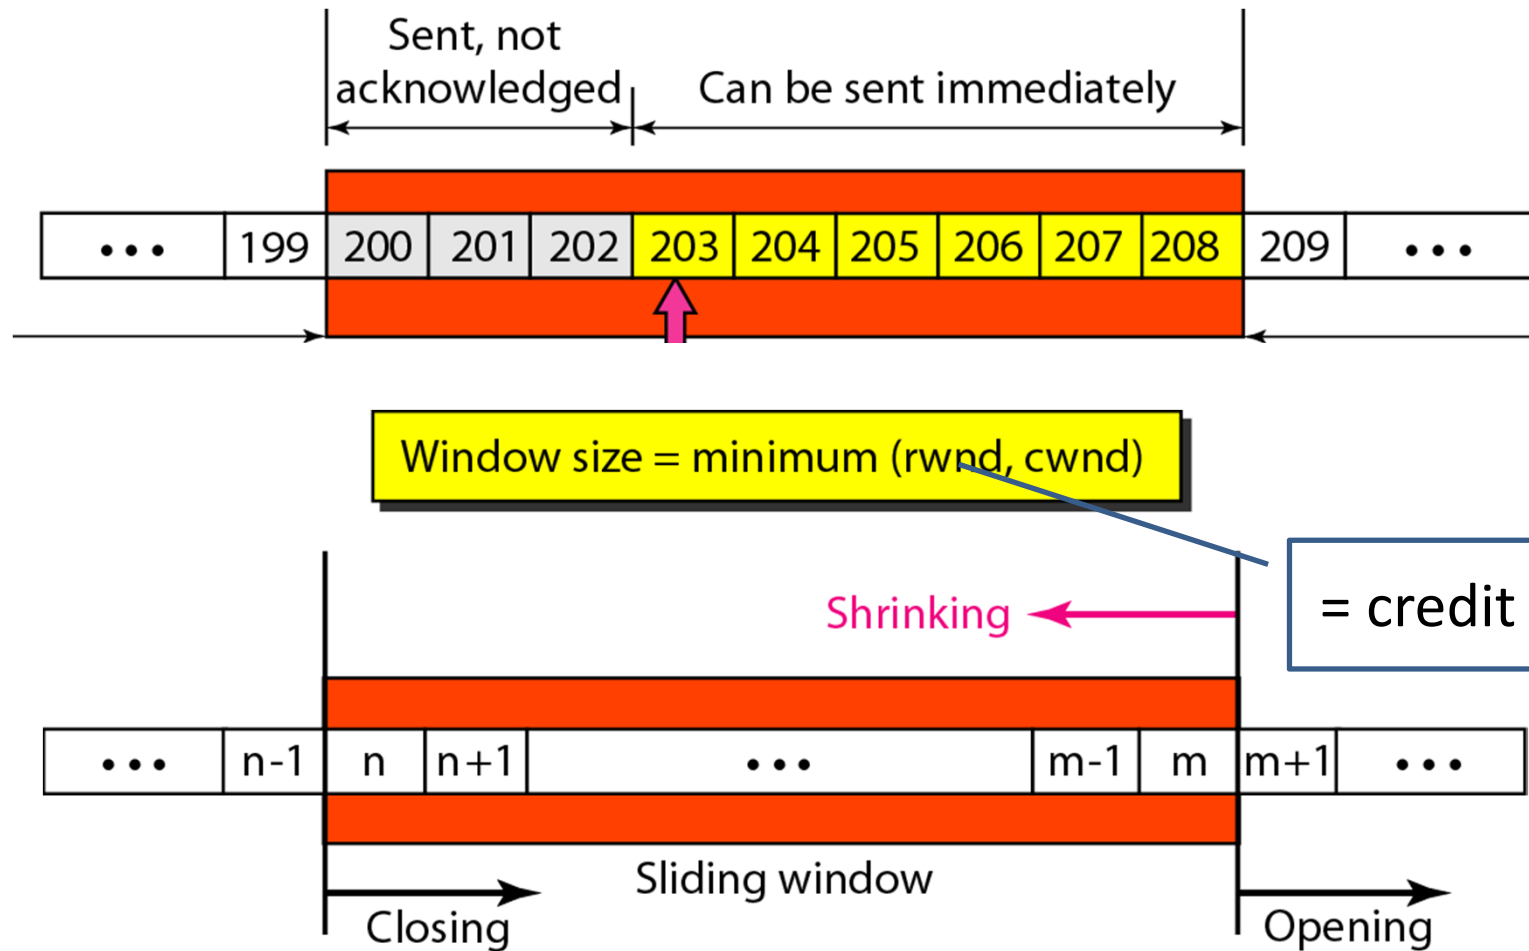 Sent, not
acknowledged
Can be sent immediately
••• 199 200 201 202 203 204 205 206 207 208 209 •••
Window size = minimum (rwnd, cwnd)
= credit
Shrinking
••• n-1 n n+1 ••• m-1 m m+1 •••
Sliding window
Closing
Opening